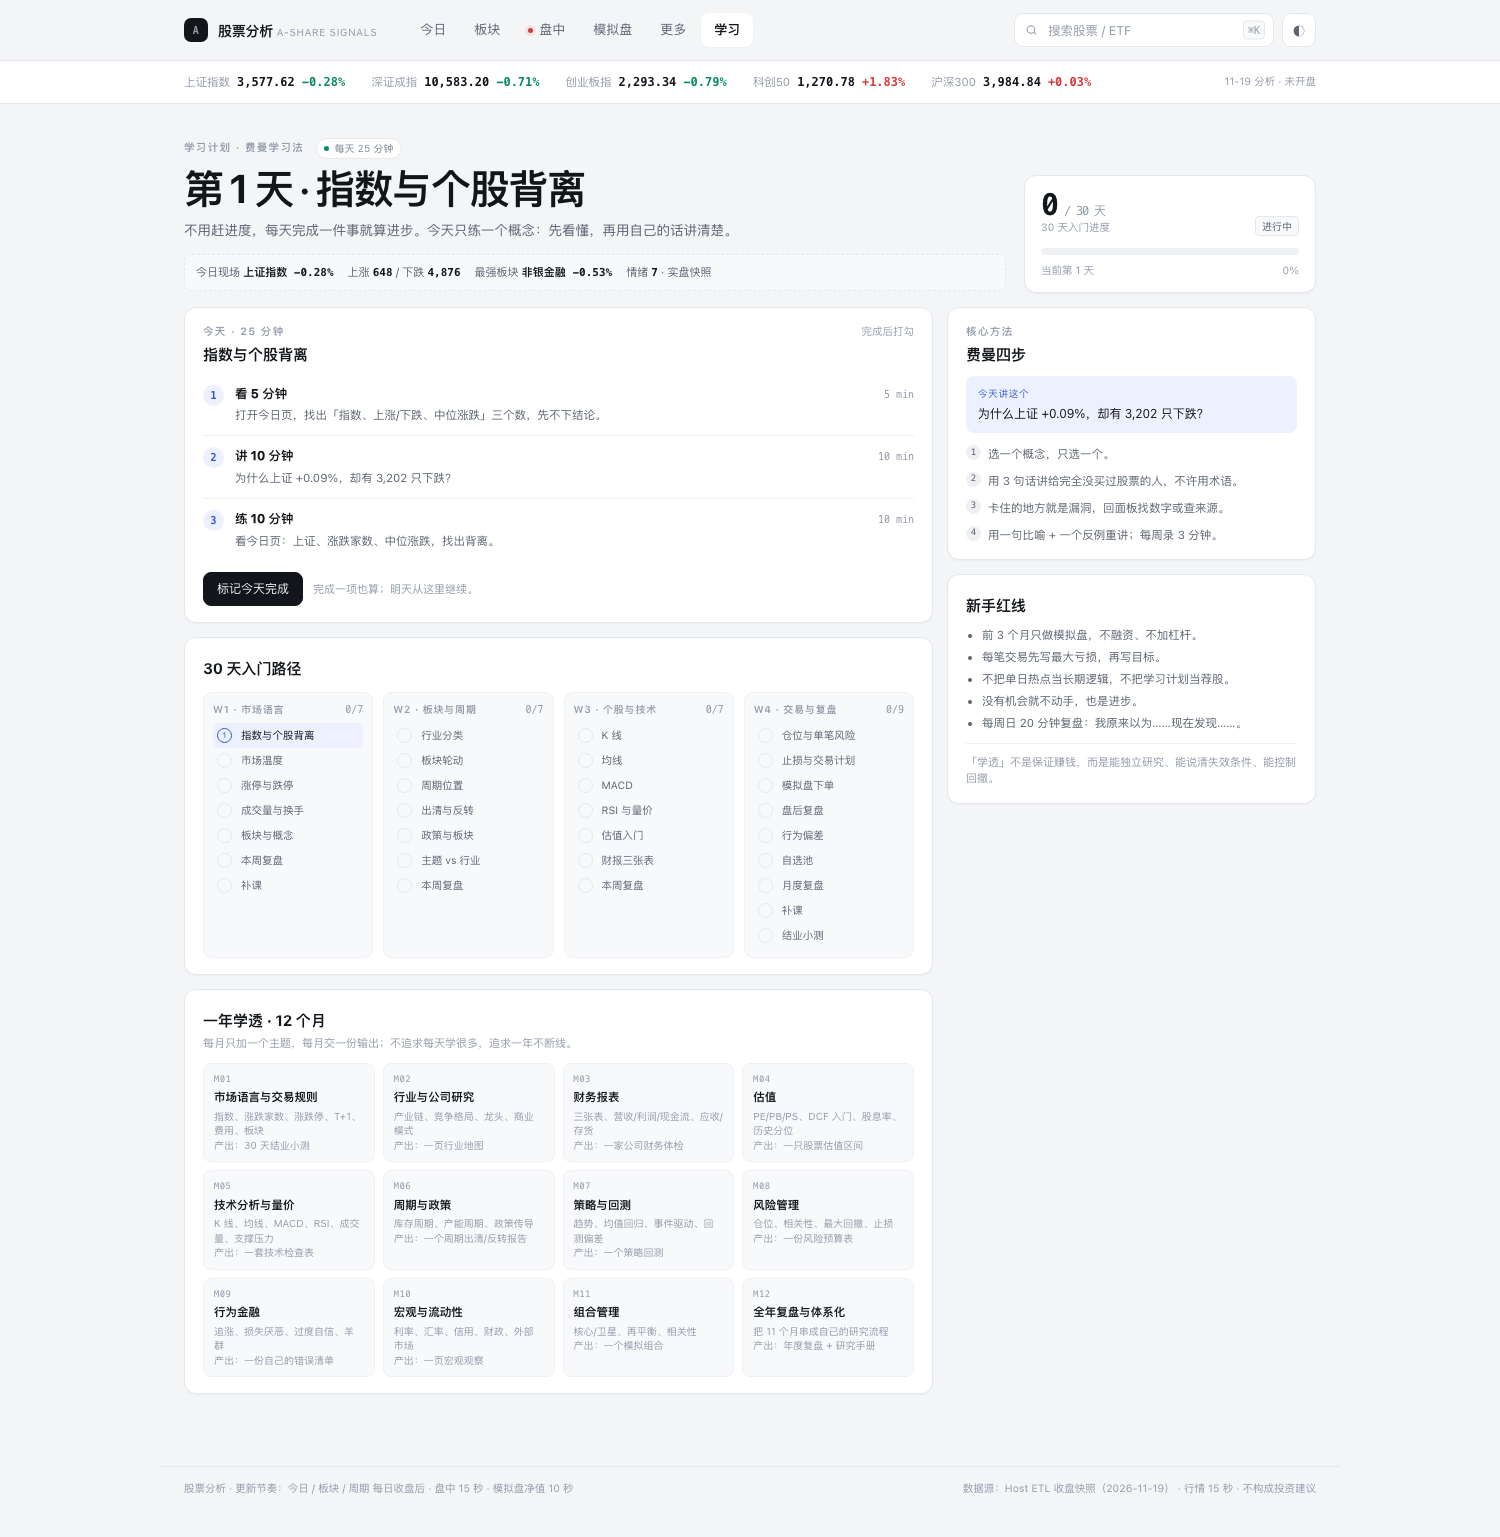 A 股票分析 A-SHARE SIGNALS 今日 板块 盘中 模拟盘 更多 学习 搜索股票 / ETF ⌘K
上证指数 3,577.62 −0.28% 深证成指 10,583.20 −0.71% 创业板指 2,293.34 −0.79% 科创50 1,270.78 +1.83% 沪深300 3,984.84 +0.03% 11-19 分析 · 未开盘
学习计划 · 费曼学习法 每天 25 分钟
第 1 天 · 指数与个股背离
不用赶进度，每天完成一件事就算进步。今天只练一个概念：先看懂，再用自己的话讲清楚。
今日现场 上证指数 −0.28% 上涨 648 / 下跌 4,876 最强板块 非银金融 −0.53% 情绪 7 · 实盘快照
0 / 30 天
30 天入门进度 进行中
当前第 1 天 0%
今天 · 25 分钟 完成后打勾
指数与个股背离
1 看 5 分钟 5 min
打开今日页，找出「指数、上涨/下跌、中位涨跌」三个数，先不下结论。
2 讲 10 分钟 10 min
为什么上证 +0.09%，却有 3,202 只下跌？
3 练 10 分钟 10 min
看今日页：上证、涨跌家数、中位涨跌，找出背离。
标记今天完成 完成一项也算；明天从这里继续。
核心方法
费曼四步
今天讲这个
为什么上证 +0.09%，却有 3,202 只下跌？
1 选一个概念，只选一个。
2 用 3 句话讲给完全没买过股票的人，不许用术语。
3 卡住的地方就是漏洞，回面板找数字或查来源。
4 用一句比喻 + 一个反例重讲；每周录 3 分钟。
新手红线
• 前 3 个月只做模拟盘，不融资、不加杠杆。
• 每笔交易先写最大亏损，再写目标。
• 不把单日热点当长期逻辑，不把学习计划当荐股。
• 没有机会就不动手，也是进步。
• 每周日 20 分钟复盘：我原来以为……现在发现……。
「学透」不是保证赚钱，而是能独立研究、能说清失效条件、能控制
回撤。
30 天入门路径
W1 · 市场语言 0/7
1 指数与个股背离
市场温度
涨停与跌停
成交量与换手
板块与概念
本周复盘
补课
W2 · 板块与周期 0/7
行业分类
板块轮动
周期位置
出清与反转
政策与板块
主题 vs 行业
本周复盘
W3 · 个股与技术 0/7
K 线
均线
MACD
RSI 与量价
估值入门
财报三张表
本周复盘
W4 · 交易与复盘 0/9
仓位与单笔风险
止损与交易计划
模拟盘下单
盘后复盘
行为偏差
自选池
月度复盘
补课
结业小测
一年学透 · 12 个月
每月只加一个主题，每月交一份输出；不追求每天学很多，追求一年不断线。
M01
市场语言与交易规则
指数、涨跌家数、涨跌停、T+1、
费用、板块
产出：30 天结业小测
M02
行业与公司研究
产业链、竞争格局、龙头、商业
模式
产出：一页行业地图
M03
财务报表
三张表、营收/利润/现金流、应收/
存货
产出：一家公司财务体检
M04
估值
PE/PB/PS、DCF 入门、股息率、
历史分位
产出：一只股票估值区间
M05
技术分析与量价
K 线、均线、MACD、RSI、成交
量、支撑压力
产出：一套技术检查表
M06
周期与政策
库存周期、产能周期、政策传导
产出：一个周期出清/反转报告
M07
策略与回测
趋势、均值回归、事件驱动、回
测偏差
产出：一个策略回测
M08
风险管理
仓位、相关性、最大回撤、止损
产出：一份风险预算表
M09
行为金融
追涨、损失厌恶、过度自信、羊
群
产出：一份自己的错误清单
M10
宏观与流动性
利率、汇率、信用、财政、外部
市场
产出：一页宏观观察
M11
组合管理
核心/卫星、再平衡、相关性
产出：一个模拟组合
M12
全年复盘与体系化
把 11 个月串成自己的研究流程
产出：年度复盘 + 研究手册
股票分析 · 更新节奏：今日 / 板块 / 周期 每日收盘后 · 盘中 15 秒 · 模拟盘净值 10 秒
数据源：Host ETL 收盘快照（2026-11-19） · 行情 15 秒 · 不构成投资建议